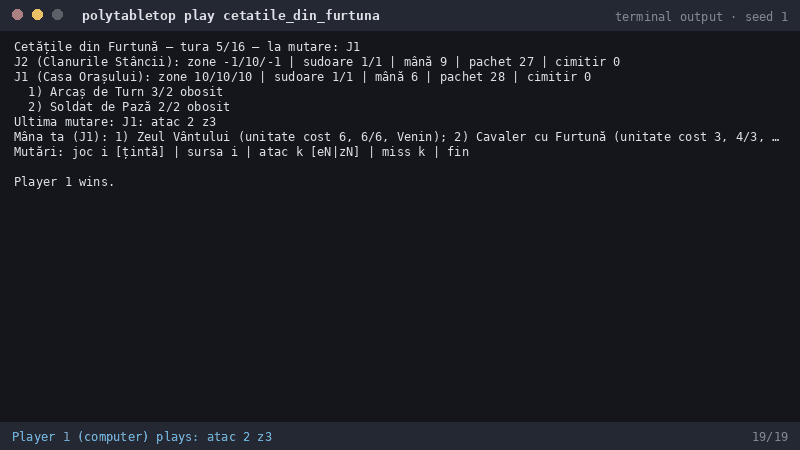 polytabletop play cetatile_din_furtuna
terminal output · seed 1
Cetățile din Furtună — tura 5/16 — la mutare: J1
J2 (Clanurile Stâncii): zone -1/10/-1 | sudoare 1/1 | mână 9 | pachet 27 | cimitir 0
J1 (Casa Orașului): zone 10/10/10 | sudoare 1/1 | mână 6 | pachet 28 | cimitir 0
1) Arcaș de Turn 3/2 obosit
2) Soldat de Pază 2/2 obosit
Ultima mutare: J1: atac 2 z3
Mâna ta (J1): 1) Zeul Vântului (unitate cost 6, 6/6, Venin); 2) Cavaler cu Furtună (unitate cost 3, 4/3, …
Mutări: joc i [țintă] | sursa i | atac k [eN|zN] | miss k | fin
Player 1 wins.
Player 1 (computer) plays: atac 2 z3
19/19